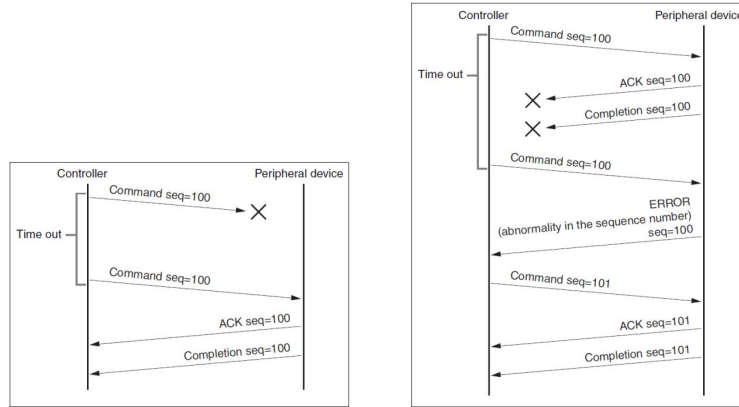 Controller
Peripheral device
Command seq=100
Time out
Command seq=100
ACK seq=100
Completion seq=100
Controller
Peripheral device
Command seq=100
Time out
ACK seq=100
Completion seq=100
Command seq=100
ERROR
(abnormality in the sequence number)
seq=100
Command seq=101
ACK seq=101
Completion seq=101